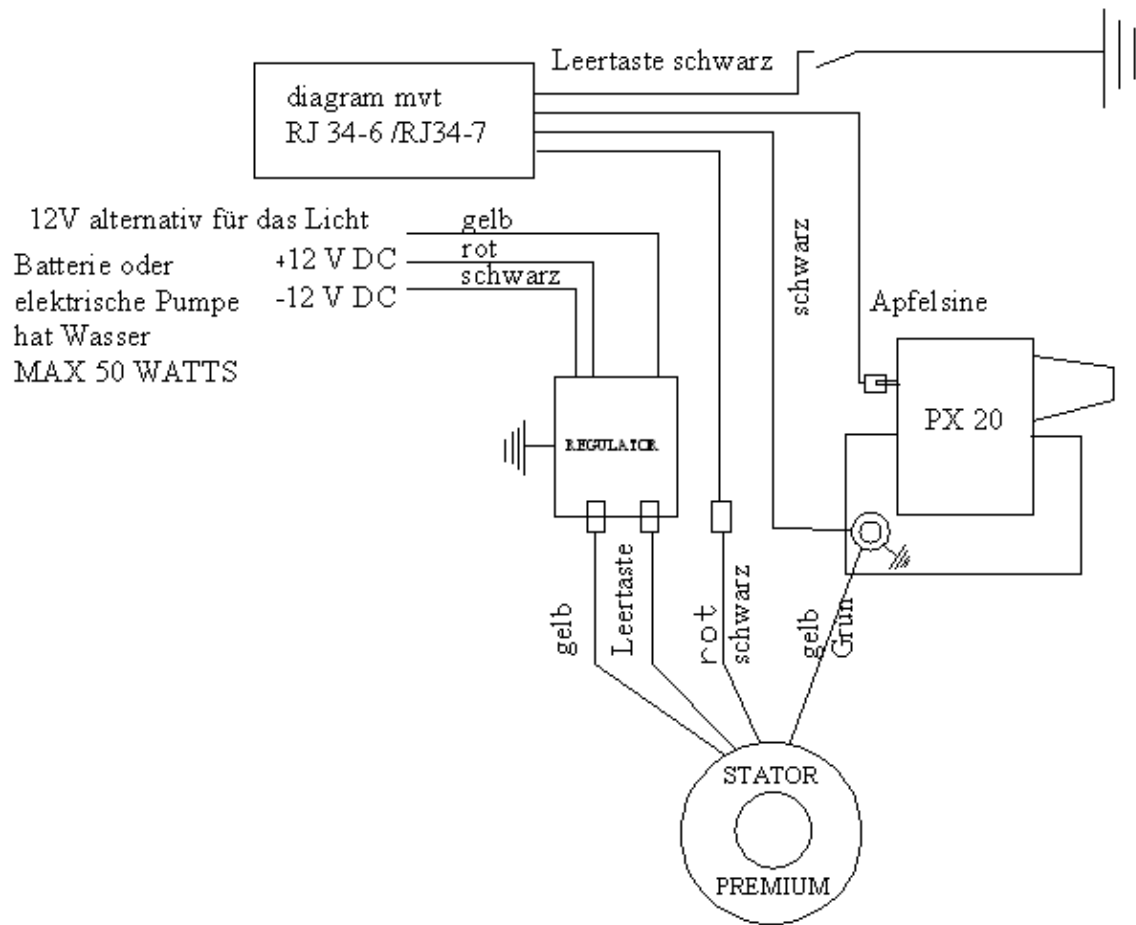 Leertaste schwarz
diagram mvt
RJ 34-6 /RJ34-7
12V alternativ für das Licht
gelb
rot
Batterie oder
+12 V DC
schwarz
elektrische Pumpe
-12 V DC
hat Wasser
MAX 50 WATTS
schwarz
Apfelsine
PX 20
REGULATOR
gelb
Leertaste
rot
schwarz
gelb
Grün
STATOR
PREMIUM